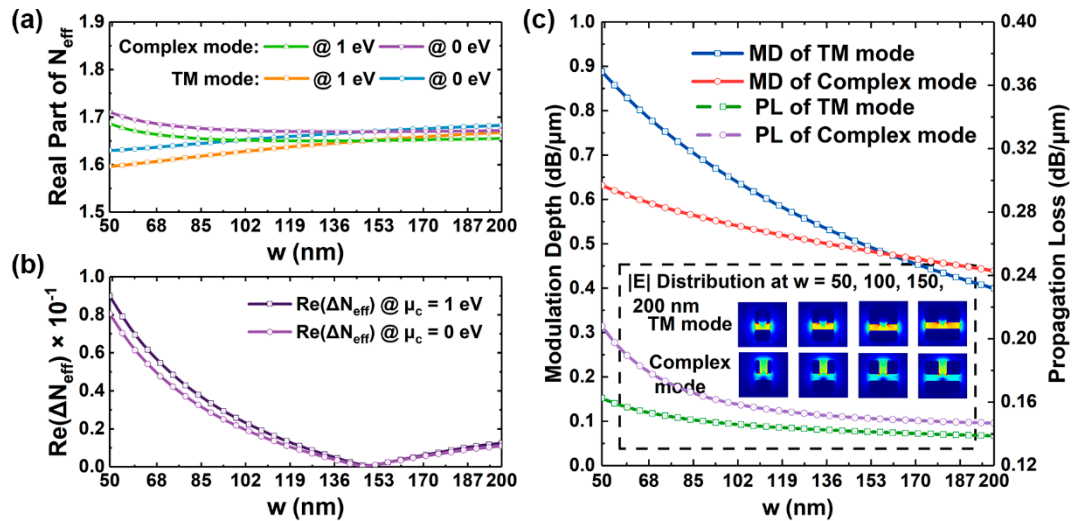 (a)
Real Part of N_eff
1.9
1.8
1.7
1.6
1.5
Complex mode: @ 1 eV @ 0 eV
TM mode: @ 1 eV @ 0 eV
50 68 85 102 119 136 153 170 187 200
w (nm)
(b)
Re(ΔN_eff) × 10⁻¹
1.0
0.8
0.6
0.4
0.2
0.0
Re(ΔN_eff) @ μ_c = 1 eV
Re(ΔN_eff) @ μ_c = 0 eV
50 68 85 102 119 136 153 170 187 200
w (nm)
(c)
Modulation Depth (dB/μm)
1.0
0.9
0.8
0.7
0.6
0.5
0.4
0.3
0.2
0.1
0.0
MD of TM mode
MD of Complex mode
PL of TM mode
PL of Complex mode
|E| Distribution at w = 50, 100, 150,
200 nm
TM mode
Complex
mode
50 68 85 102 119 136 153 170 187 200
w (nm)
0.40
0.36
0.32
0.28
0.24
0.20
0.16
0.12
Propagation Loss (dB/μm)